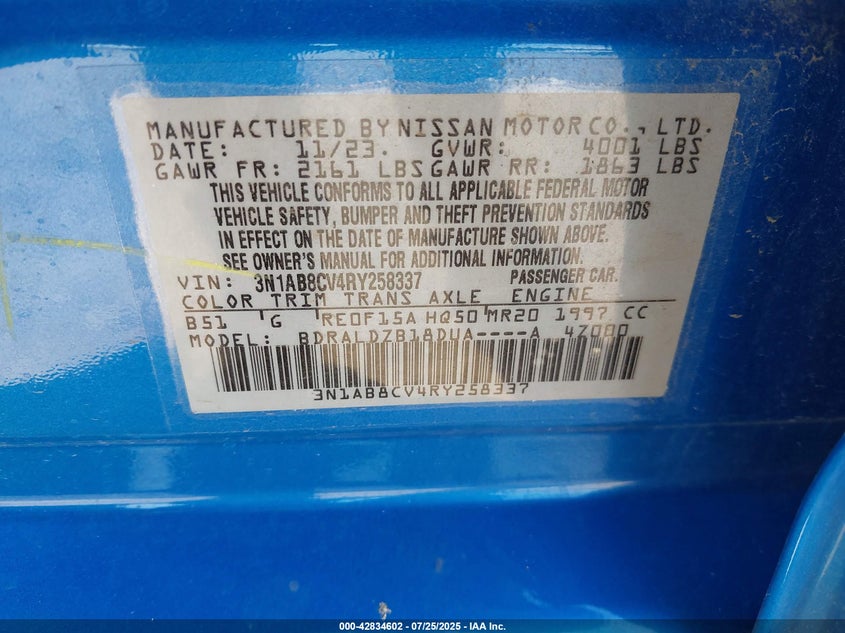 MANUFACTURED BY NISSAN MOTOR CO., LTD.
DATE: 11/23. GVWR: 4001 LBS
GAWR FR: 2161 LBS GAWR RR: 1863 LBS
THIS VEHICLE CONFORMS TO ALL APPLICABLE FEDERAL MOTOR
VEHICLE SAFETY, BUMPER AND THEFT PREVENTION STANDARDS
IN EFFECT ON THE DATE OF MANUFACTURE SHOWN ABOVE.
SEE OWNER'S MANUAL FOR ADDITIONAL INFORMATION.
VIN: 3N1AB8CV4RY258337 PASSENGER CAR.
COLOR TRIM TRANS AXLE ENGINE
B51 G RE0F15A HQ50 MR20 1997 CC
MODEL: BDRALDZB18DUA----A 47080
3N1AB8CV4RY258337
000-42834602 - 07/25/2025 - IAA Inc.